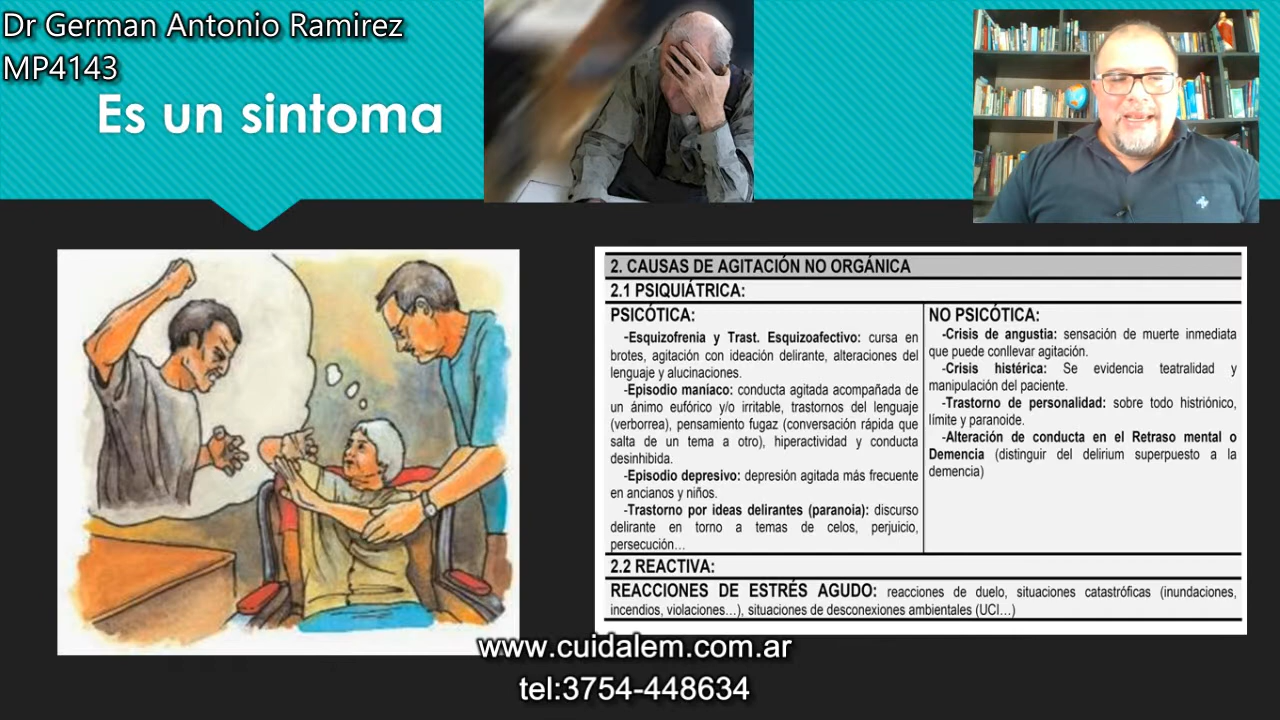 Dr German Antonio Ramirez
MP4143
Es un sintoma
2. CAUSAS DE AGITACIÓN NO ORGÁNICA
2.1 PSIQUIÁTRICA:
PSICÓTICA:
-Esquizofrenia y Trast. Esquizoafectivo: cursa en
brotes, agitación con ideación delirante, alteraciones del
lenguaje y alucinaciones.
-Episodio maníaco: conducta agitada acompañada de
un ánimo eufórico y/o irritable, trastornos del lenguaje
(verborrea), pensamiento fugaz (conversación rápida que
salta de un tema a otro), hiperactividad y conducta
desinhibida.
-Episodio depresivo: depresión agitada más frecuente
en ancianos y niños.
-Trastorno por ideas delirantes (paranoia): discurso
delirante en torno a temas de celos, perjuicio,
persecución…
NO PSICÓTICA:
-Crisis de angustia: sensación de muerte inmediata
que puede conllevar agitación.
-Crisis histérica: Se evidencia teatralidad y
manipulación del paciente.
-Trastorno de personalidad: sobre todo histriónico,
límite y paranoide.
-Alteración de conducta en el Retraso mental o
Demencia (distinguir del delirium superpuesto a la
demencia)
2.2 REACTIVA:
REACCIONES DE ESTRÉS AGUDO: reacciones de duelo, situaciones catastróficas (inundaciones,
incendios, violaciones…), situaciones de desconexiones ambientales (UCI…)
www.cuidalem.com.ar
tel:3754-448634